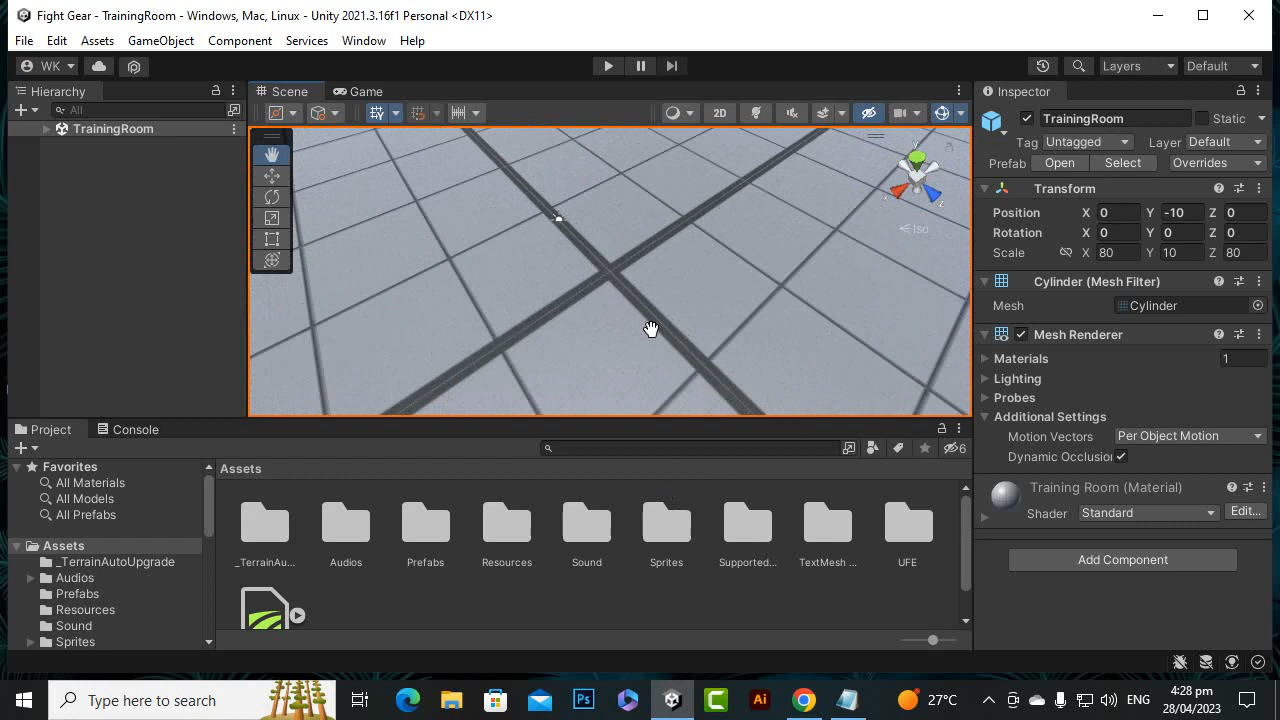 Fight Gear - TrainingRoom - Windows, Mac, Linux - Unity 2021.3.16f1 Personal <DX11>
File Edit Assets GameObject Component Services Window Help
WK Layers Default
Hierarchy
All
TrainingRoom
Scene Game
2D
y
x
z
Iso
Inspector
TrainingRoom Static
Tag Untagged Layer Default
Prefab Open Select Overrides
Transform
Position X 0 Y -10 Z 0
Rotation X 0 Y 0 Z 0
Scale X 80 Y 10 Z 80
Cylinder (Mesh Filter)
Mesh Cylinder
Mesh Renderer
Materials 1
Lighting
Probes
Additional Settings
Motion Vectors Per Object Motion
Dynamic Occlusion
Training Room (Material)
Shader Standard Edit...
Add Component
Project Console
6
Favorites
All Materials
All Models
All Prefabs
Assets
_TerrainAutoUpgrade
Audios
Prefabs
Resources
Sound
Sprites
Assets
_TerrainAu... Audios Prefabs Resources Sound Sprites Supported... TextMesh ... UFE
Type here to search
Ps
Ai
27°C
ENG
4:28 pm
28/04/2023